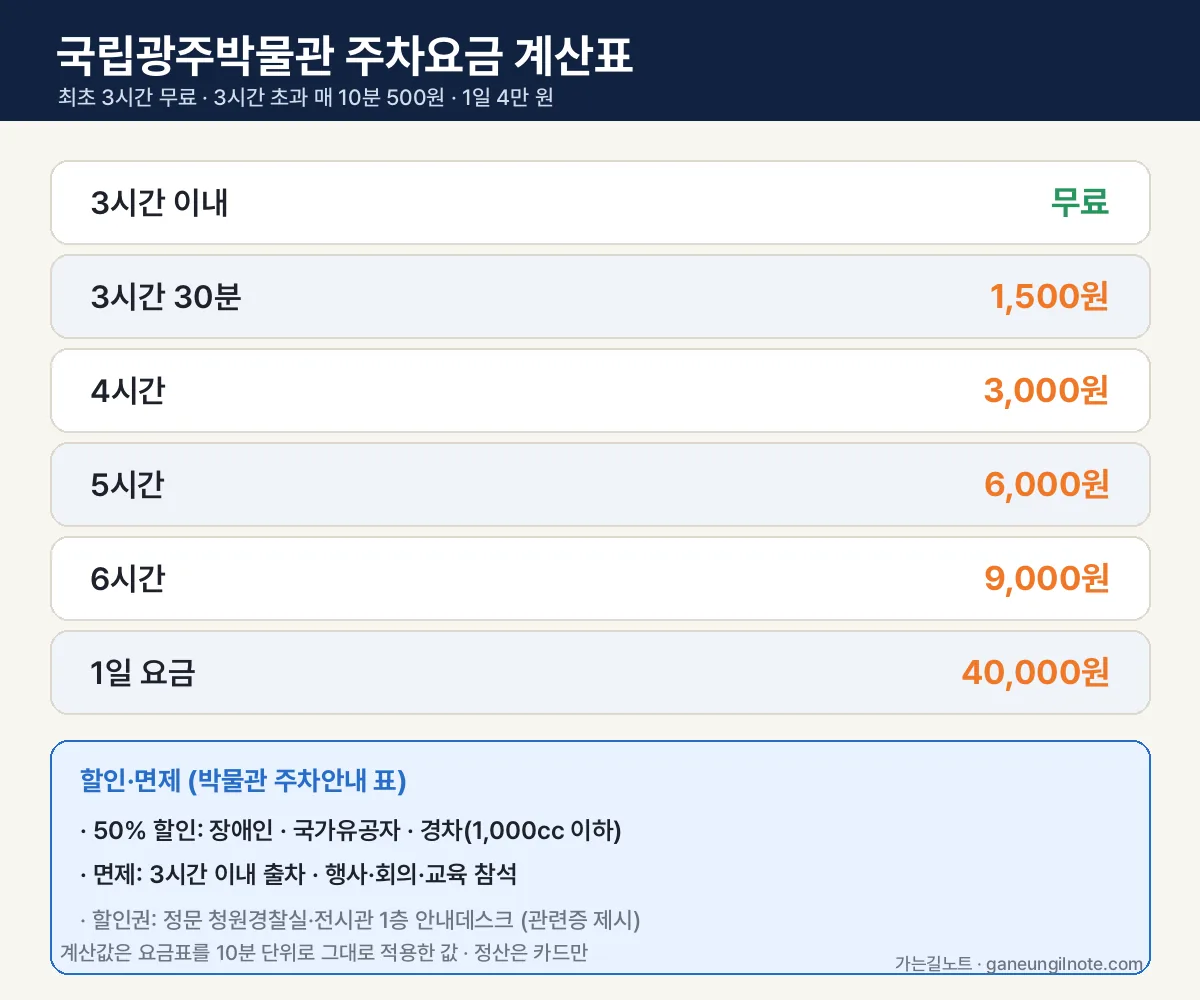 국립광주박물관 주차요금 계산표
최초 3시간 무료 · 3시간 초과 매 10분 500원 · 1일 4만 원
3시간 이내 무료
3시간 30분 1,500원
4시간 3,000원
5시간 6,000원
6시간 9,000원
1일 요금 40,000원
할인·면제 (박물관 주차안내 표)
· 50% 할인: 장애인 · 국가유공자 · 경차(1,000cc 이하)
· 면제: 3시간 이내 출차 · 행사·회의·교육 참석
· 할인권: 정문 청원경찰실·전시관 1층 안내데스크 (관련증 제시)
계산값은 요금표를 10분 단위로 그대로 적용한 값 · 정산은 카드만
가는길노트 · ganeungilnote.com